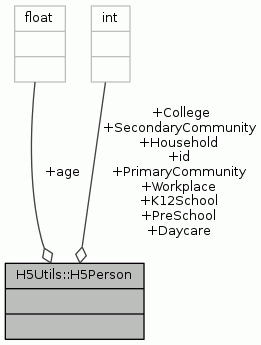 float
int
+College
+SecondaryCommunity
+Household
+id
+age
+PrimaryCommunity
+Workplace
+K12School
+PreSchool
+Daycare
H5Utils::H5Person